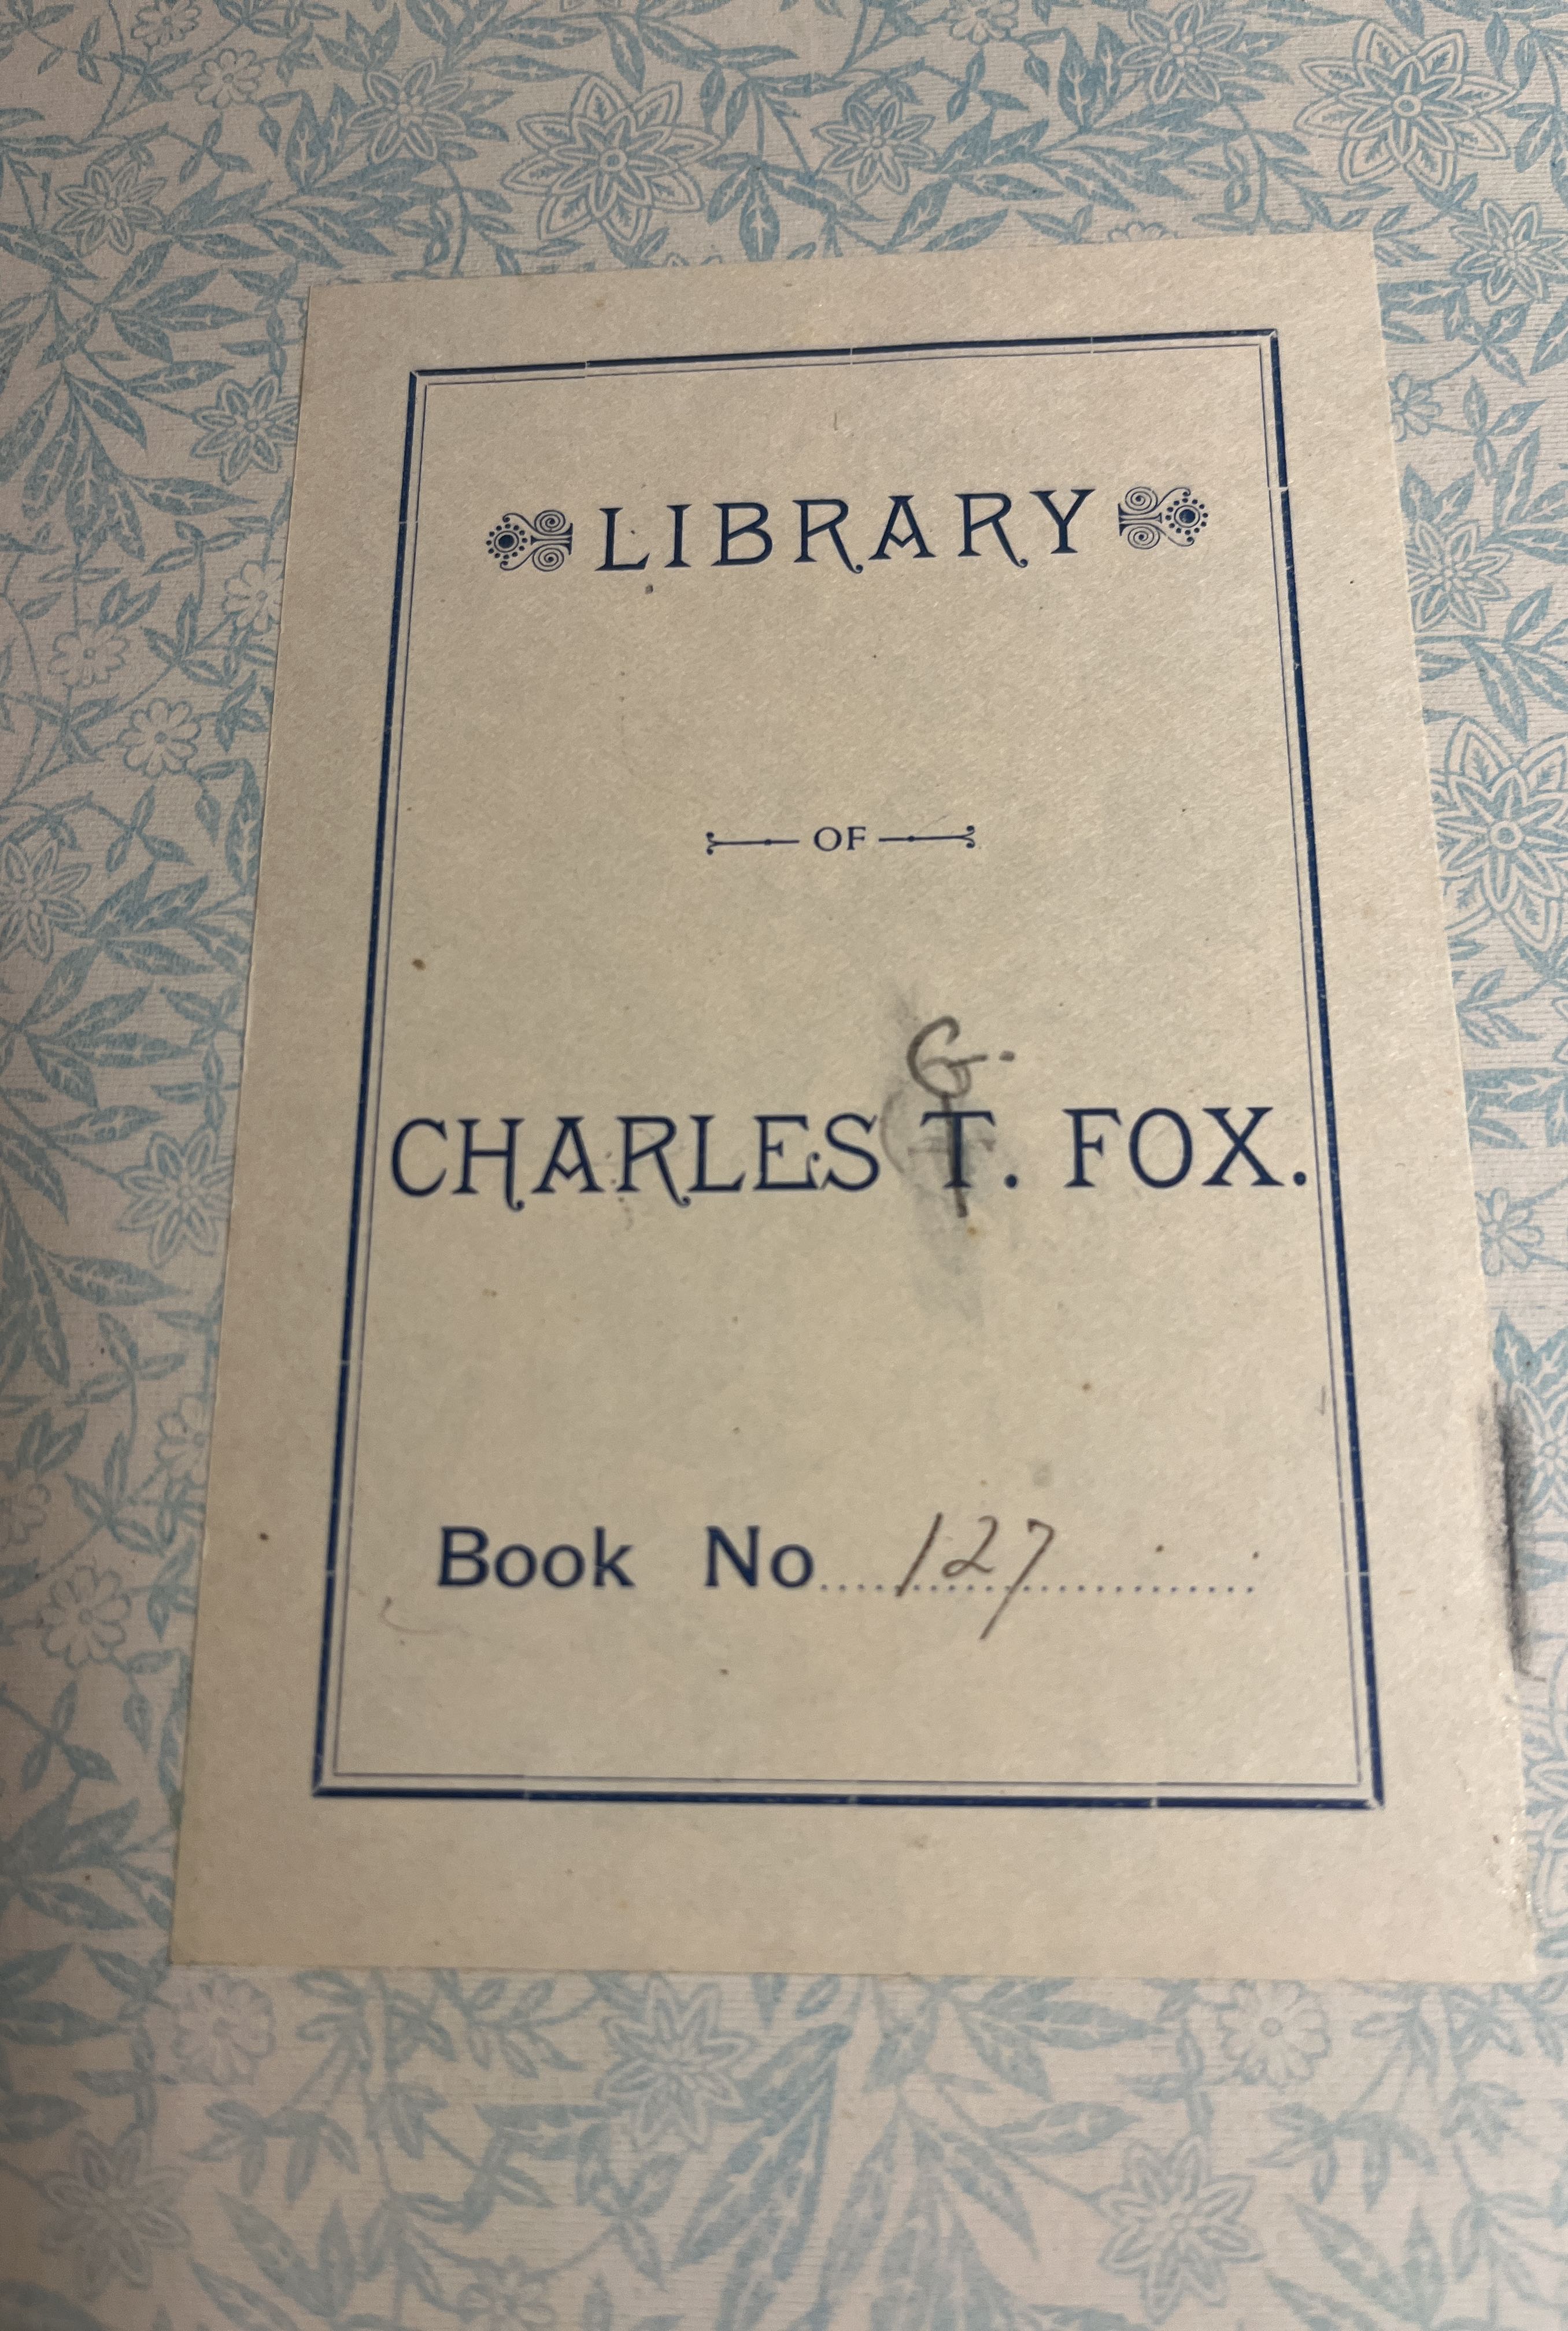 LIBRARY
OF
G.
CHARLES T. FOX.
Book No 127